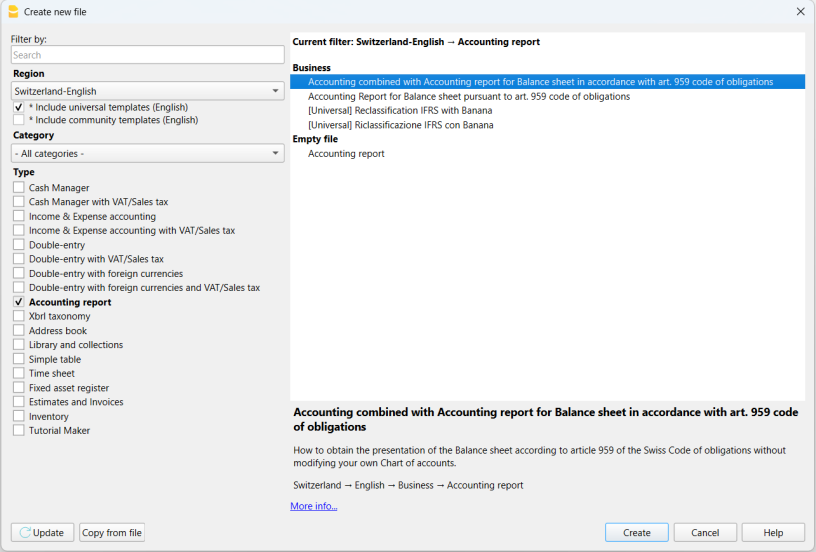 Create new file
Filter by:
Search
Region
Switzerland-English
* Include universal templates (English)
* Include community templates (English)
Category
- All categories -
Type
Cash Manager
Cash Manager with VAT/Sales tax
Income & Expense accounting
Income & Expense accounting with VAT/Sales tax
Double-entry
Double-entry with VAT/Sales tax
Double-entry with foreign currencies
Double-entry with foreign currencies and VAT/Sales tax
Accounting report
Xbrl taxonomy
Address book
Library and collections
Simple table
Time sheet
Fixed asset register
Estimates and Invoices
Inventory
Tutorial Maker
Current filter: Switzerland-English → Accounting report
Business
Accounting combined with Accounting report for Balance sheet in accordance with art. 959 code of obligations
Accounting Report for Balance sheet pursuant to art. 959 code of obligations
[Universal] Reclassification IFRS with Banana
[Universal] Riclassificazione IFRS con Banana
Empty file
Accounting report
Accounting combined with Accounting report for Balance sheet in accordance with art. 959 code
of obligations
How to obtain the presentation of the Balance sheet according to article 959 of the Swiss Code of obligations without
modifying your own Chart of accounts.
Switzerland → English → Business → Accounting report
More info...
Update
Copy from file
Create
Cancel
Help